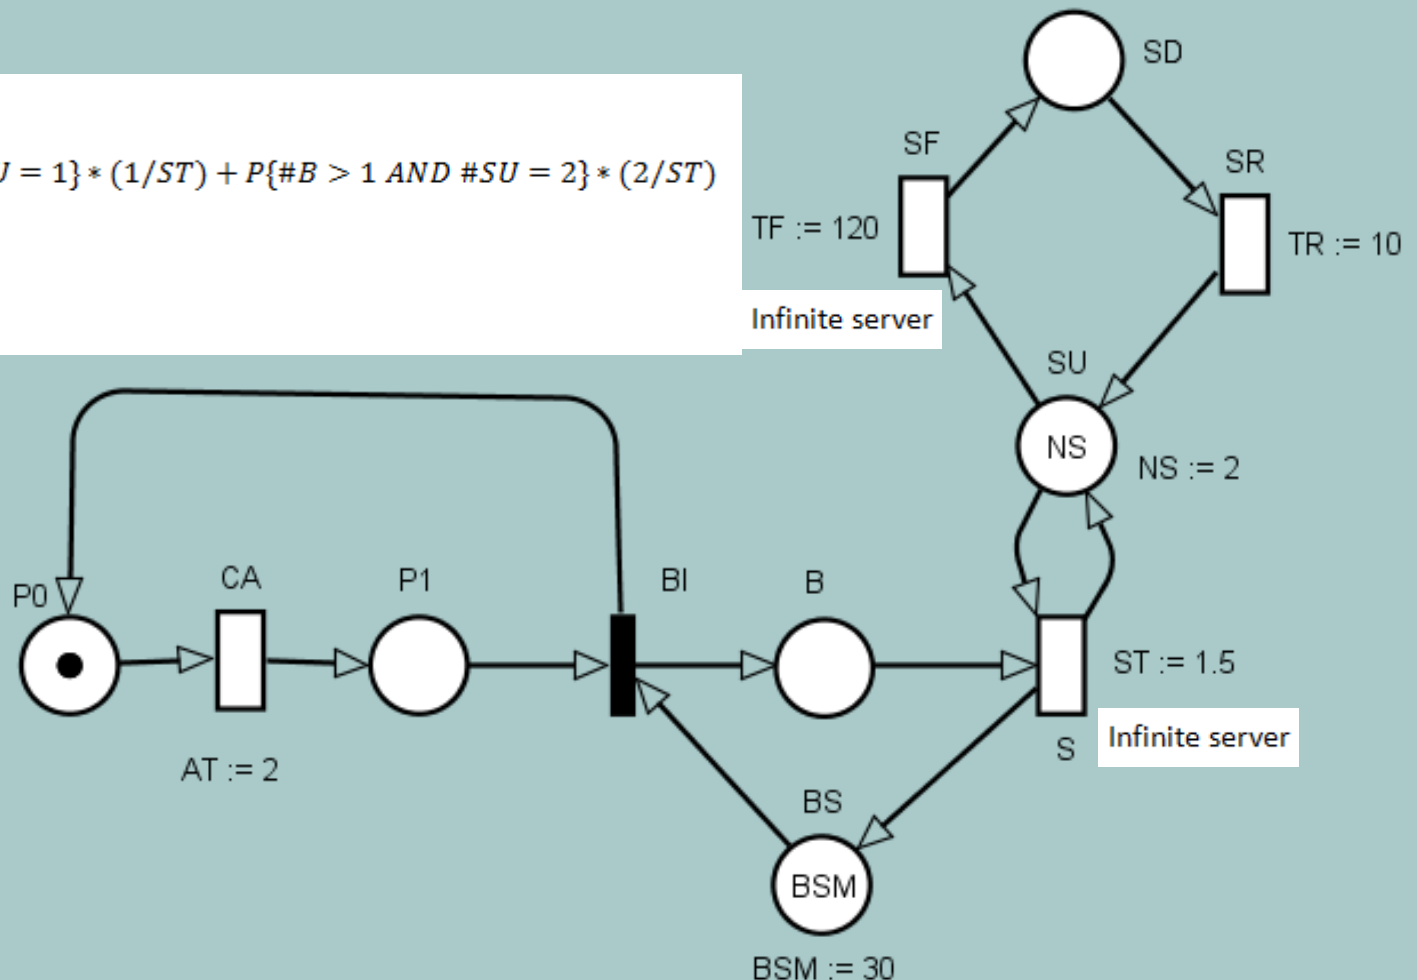 SD
SF
SR
= 1} ∗ (1/ST) + P{#B > 1 AND #SU = 2} ∗ (2/ST)
TF := 120
TR := 10
Infinite server
SU
NS
NS := 2
P0
CA
P1
BI
B
ST := 1.5
S
Infinite server
AT := 2
BS
BSM
BSM := 30